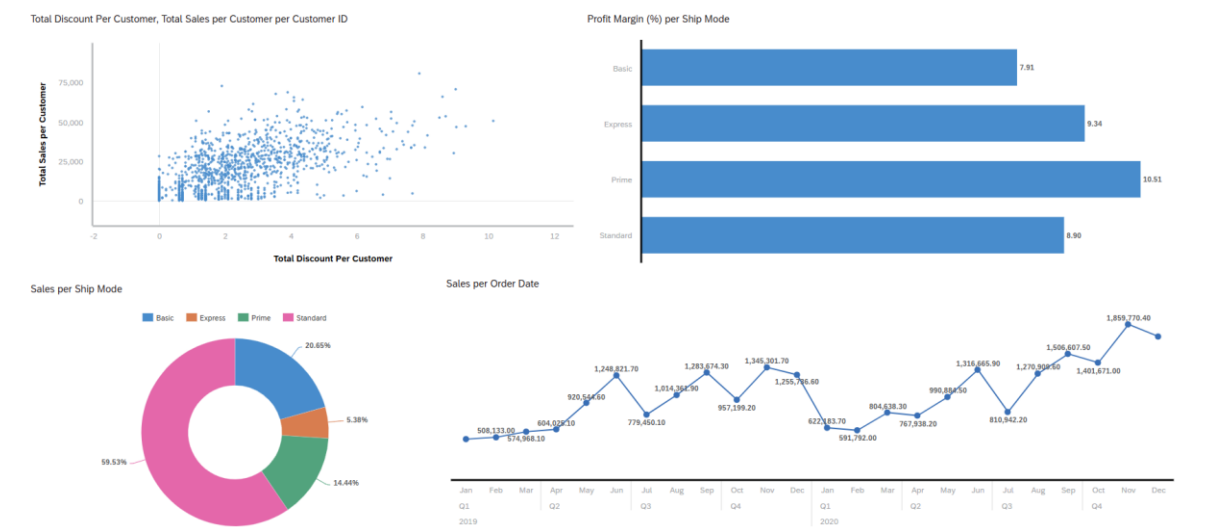 Total Discount Per Customer, Total Sales per Customer per Customer ID
Total Sales per Customer
75,000
50,000
25,000
0
-2 0 2 4 6 8 10 12
Total Discount Per Customer
Profit Margin (%) per Ship Mode
Basic 7.91
Express 9.34
Prime 10.51
Standard 8.90
Sales per Ship Mode
Basic Express Prime Standard
20.65%
5.38%
14.44%
59.53%
Sales per Order Date
508,133.00
574,968.10
604,025.10
920,544.60
1,248,821.70
779,450.10
1,014,361.90
1,283,674.30
957,199.20
1,345,301.70
1,255,736.60
622,183.70
591,792.00
804,638.30
767,938.20
990,884.50
1,316,665.90
810,942.20
1,270,908.60
1,506,607.50
1,401,671.00
1,859,770.40
Jan Feb Mar Apr May Jun Jul Aug Sep Oct Nov Dec Jan Feb Mar Apr May Jun Jul Aug Sep Oct Nov Dec
Q1 Q2 Q3 Q4 Q1 Q2 Q3 Q4
2019 2020